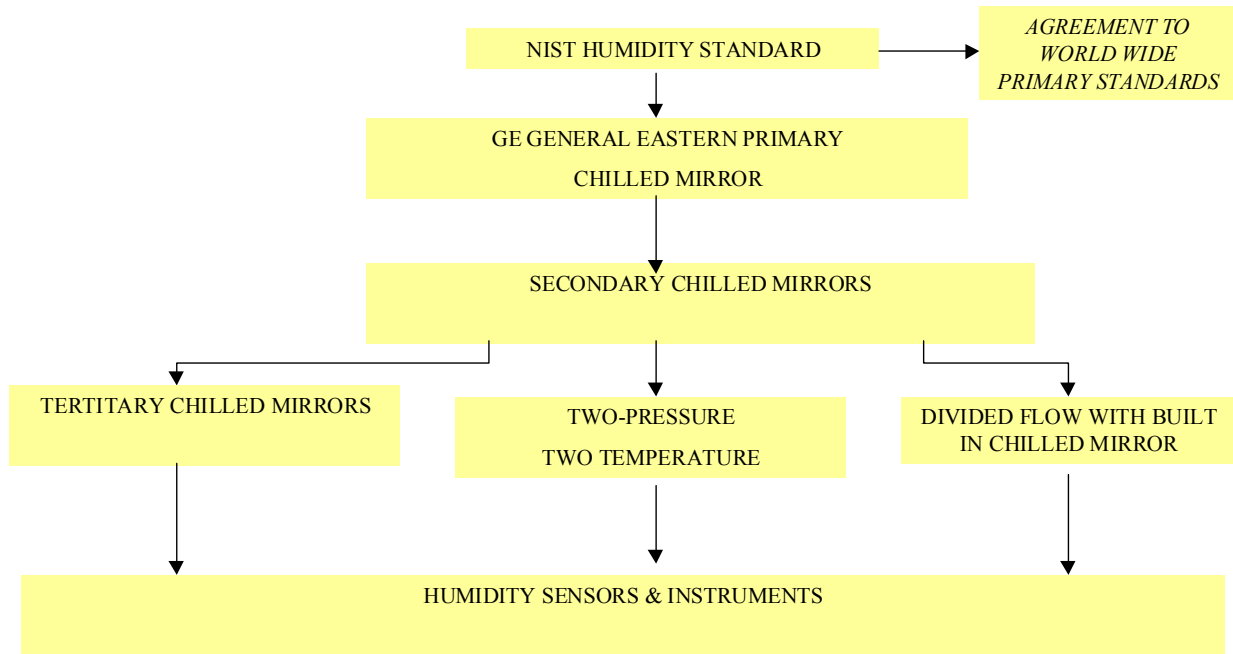 NIST HUMIDITY STANDARD
AGREEMENT TO
WORLD WIDE
PRIMARY STANDARDS
GE GENERAL EASTERN PRIMARY
CHILLED MIRROR
SECONDARY CHILLED MIRRORS
TERTITARY CHILLED MIRRORS
TWO-PRESSURE
TWO TEMPERATURE
DIVIDED FLOW WITH BUILT
IN CHILLED MIRROR
HUMIDITY SENSORS & INSTRUMENTS